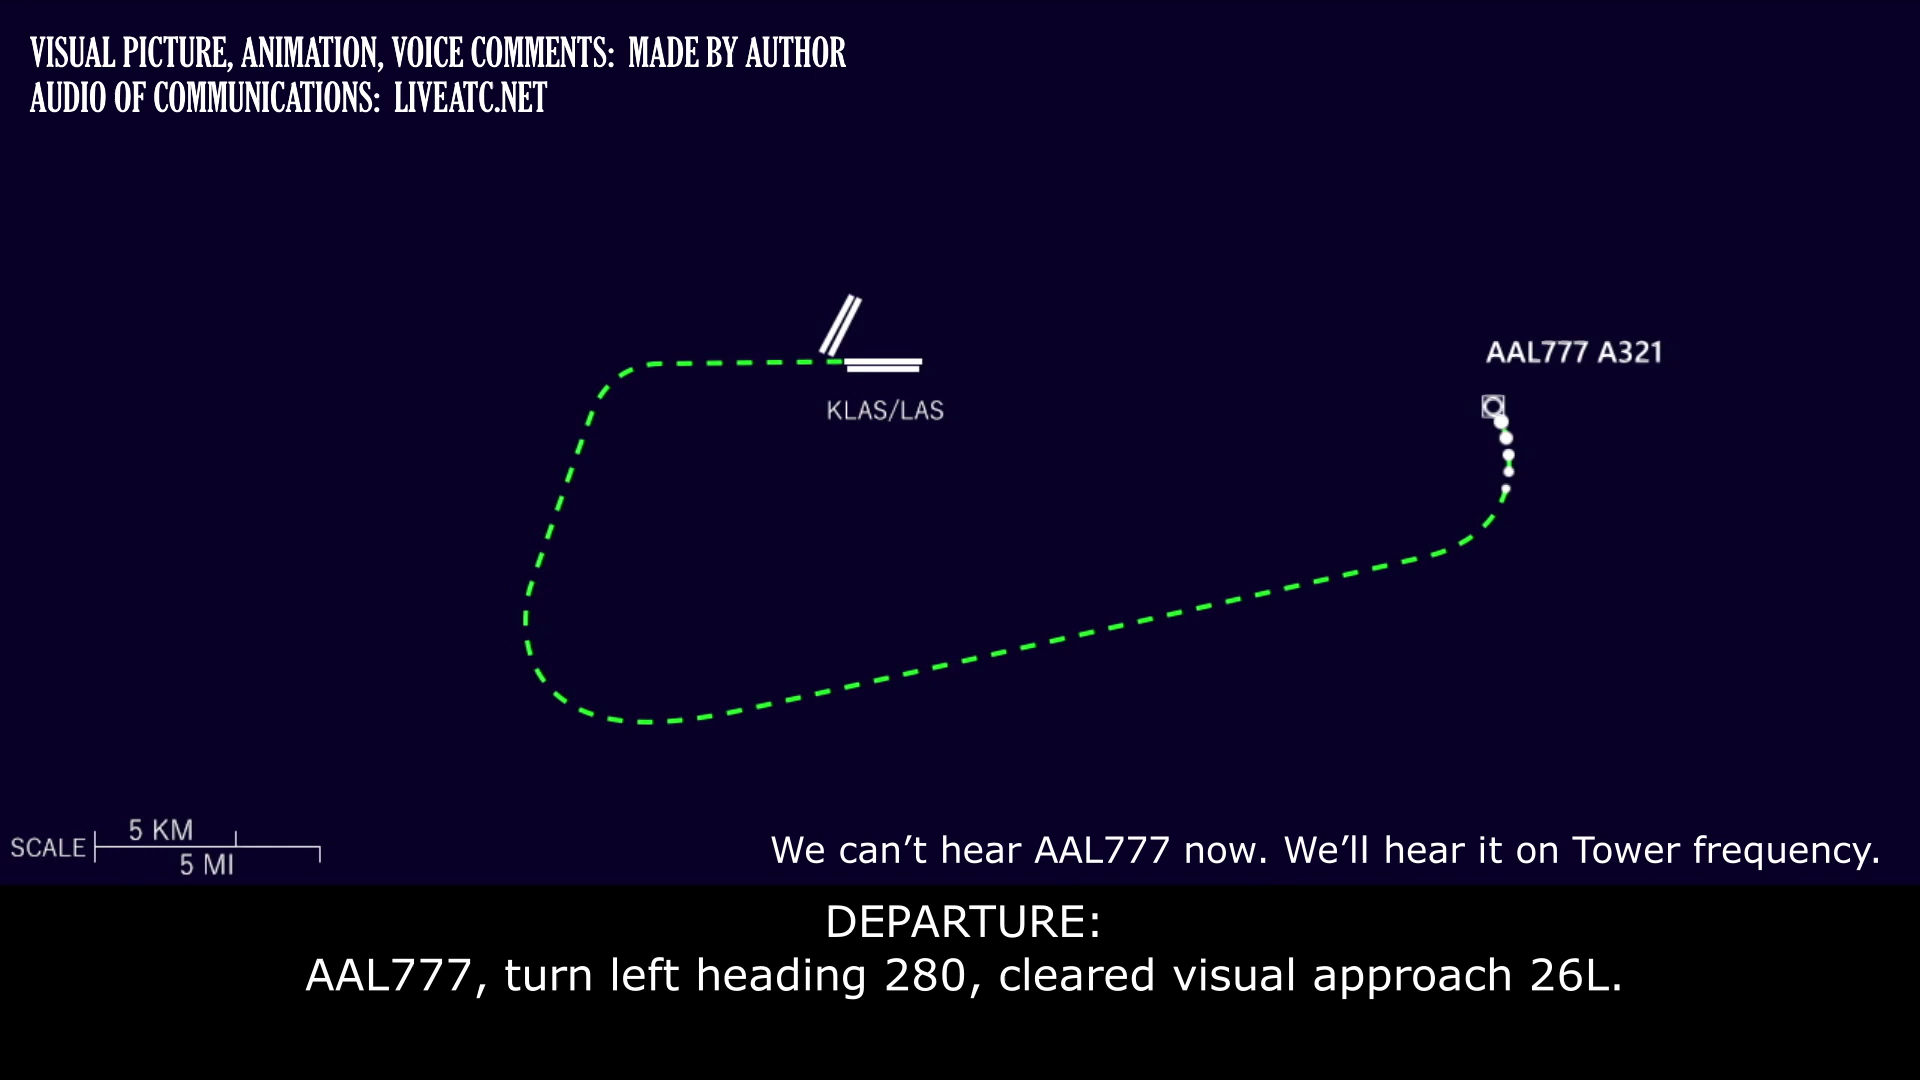 VISUAL PICTURE, ANIMATION, VOICE COMMENTS: MADE BY AUTHOR
AUDIO OF COMMUNICATIONS: LIVEATC.NET
AAL777 A321
KLAS/LAS
5 KM
SCALE
5 MI
We can’t hear AAL777 now. We’ll hear it on Tower frequency.
DEPARTURE:
AAL777, turn left heading 280, cleared visual approach 26L.